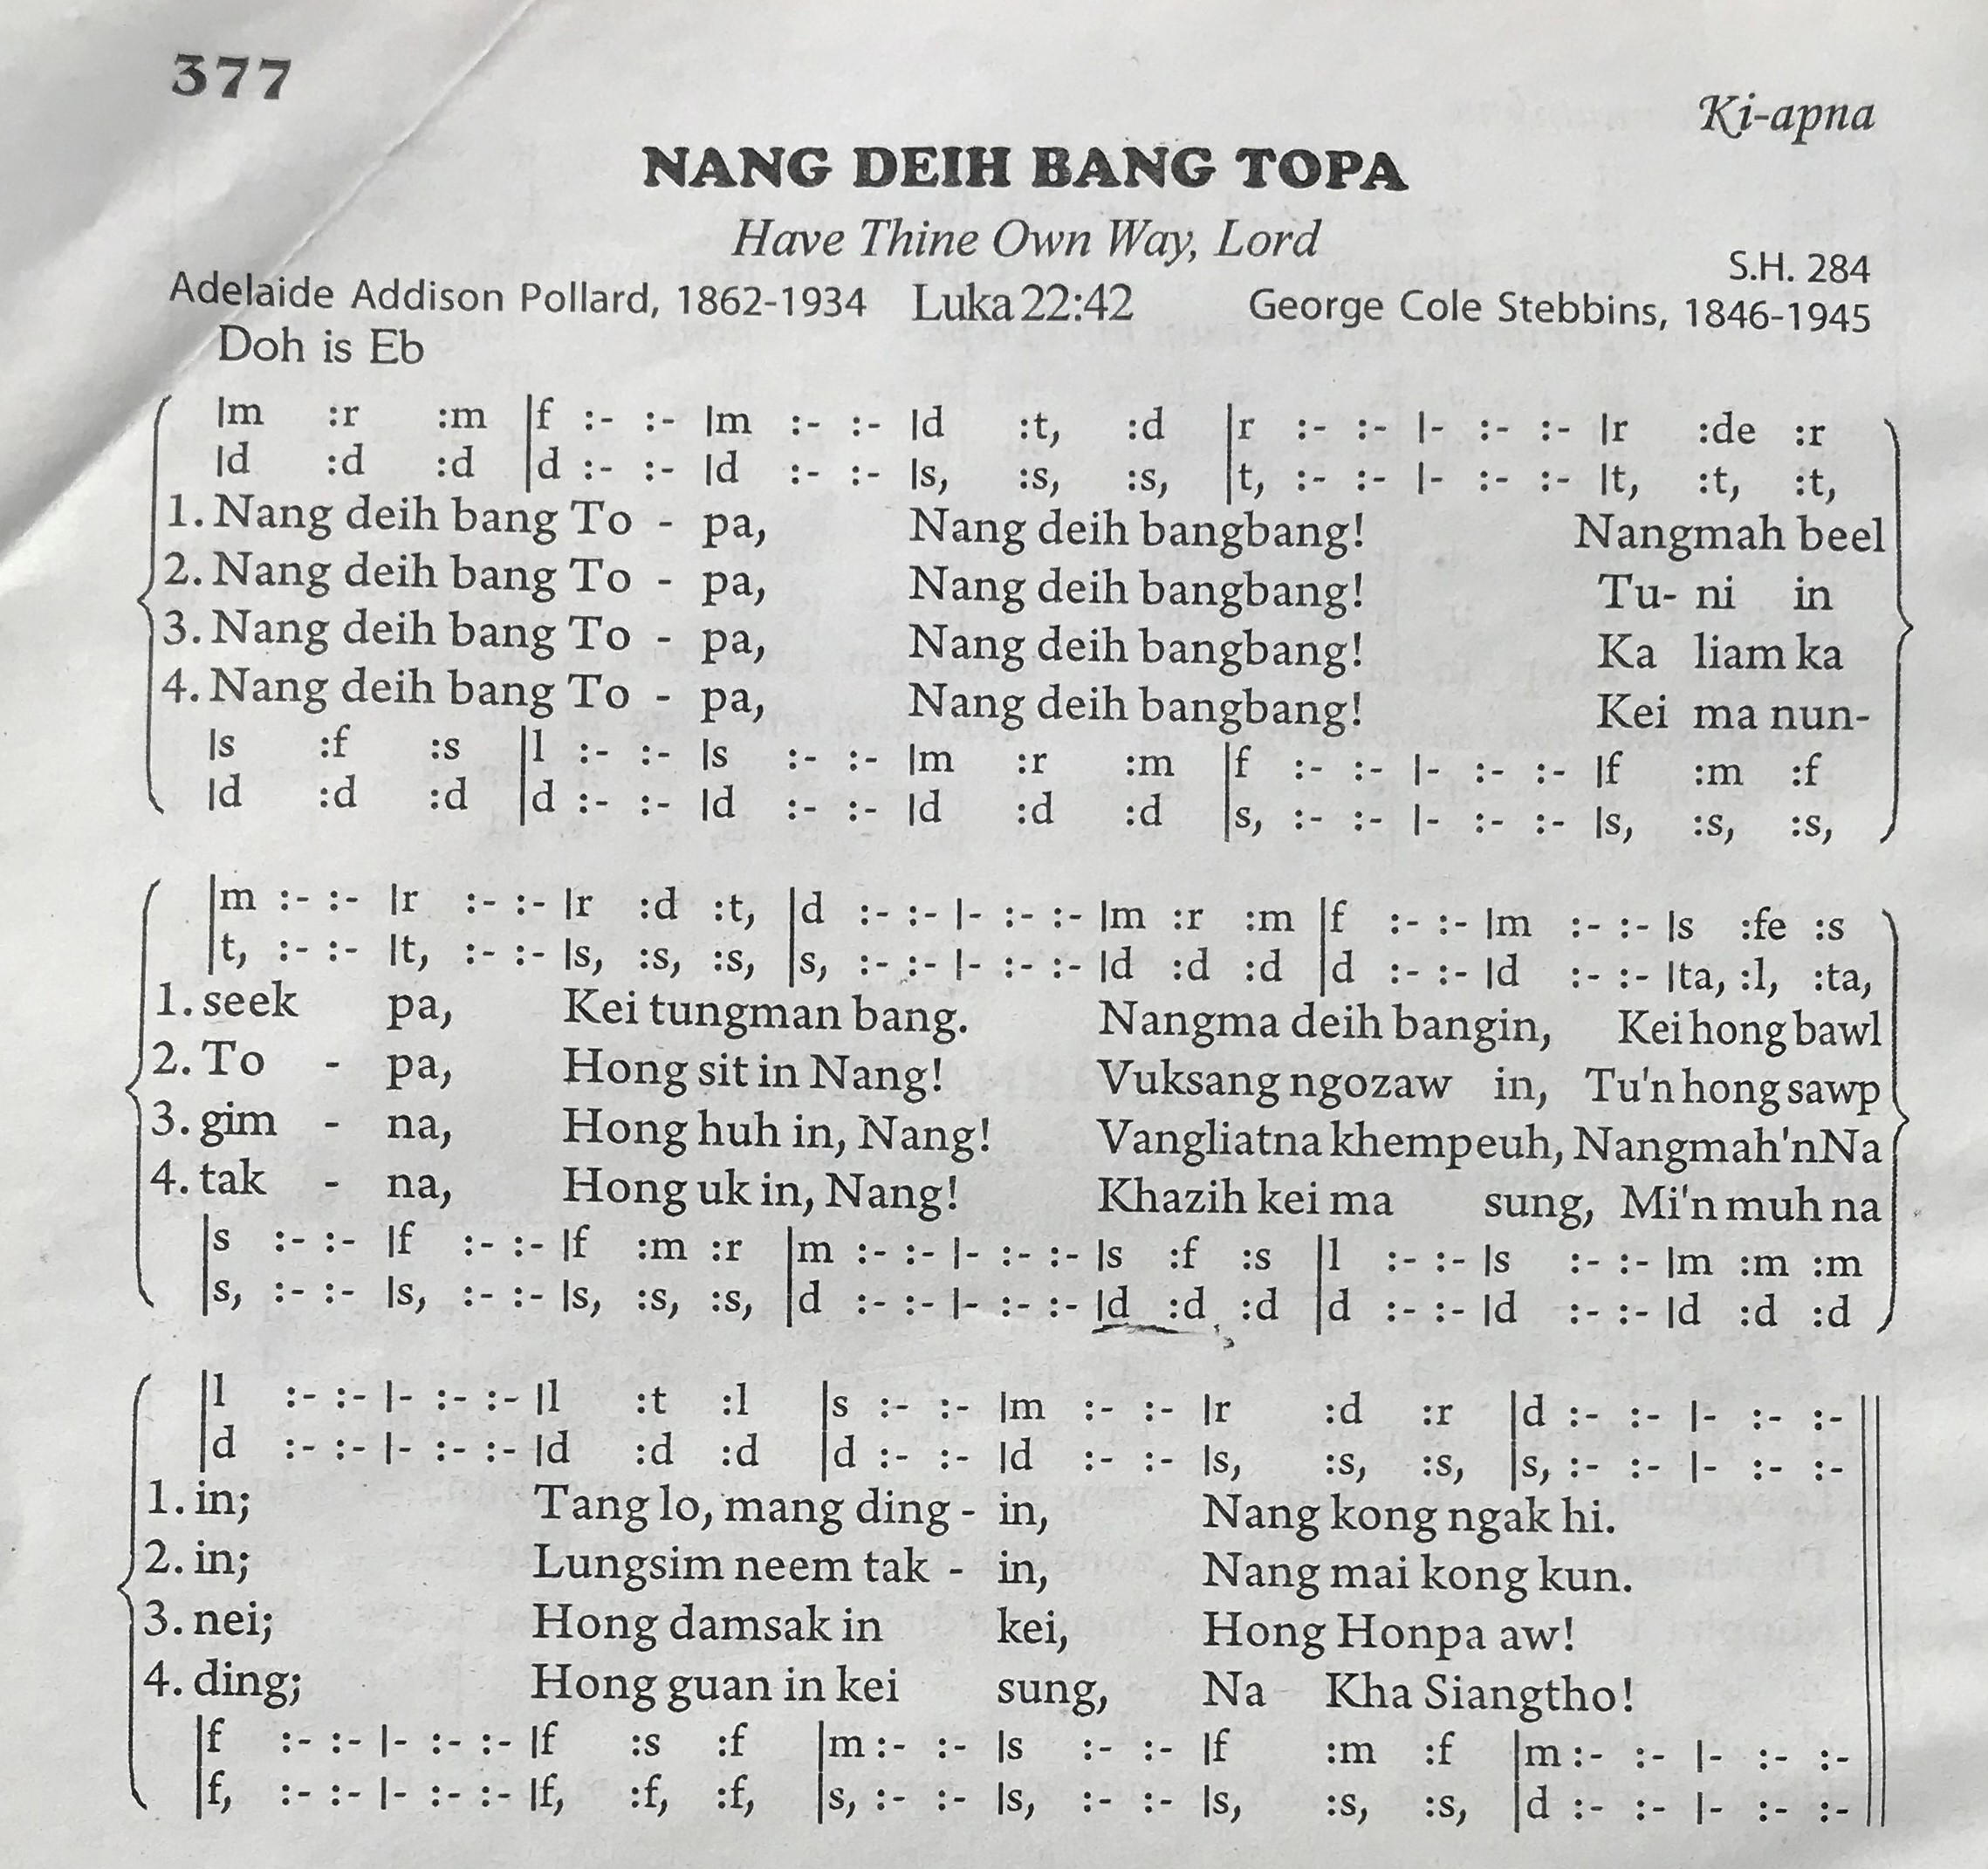 377
Ki-apna
NANG DEIH BANG TOPA
Have Thine Own Way, Lord
S.H. 284
Adelaide Addison Pollard, 1862-1934 Luka 22:42 George Cole Stebbins, 1846-1945
Doh is Eb
|m :r :m |f :- :- |m :- :- |d :t, :d |r :- :- |- :- :- |r :de :r
|d :d :d |d :- :- |d :- :- |s, :s, :s, |t, :- :- |- :- :- |t, :t, :t,
1. Nang deih bang To - pa, Nang deih bangbang! Nangmah beel
2. Nang deih bang To - pa, Nang deih bangbang! Tu- ni in
3. Nang deih bang To - pa, Nang deih bangbang! Ka liam ka
4. Nang deih bang To - pa, Nang deih bangbang! Kei ma nun-
|s :f :s |l :- :- |s :- :- |m :r :m |f :- :- |- :- :- |f :m :f
|d :d :d |d :- :- |d :- :- |d :d :d |s, :- :- |- :- :- |s, :s, :s,
|m :- :- |r :- :- |r :d :t, |d :- :- |- :- :- |m :r :m |f :- :- |m :- :- |s :fe :s
|t, :- :- |t, :- :- |s, :s, :s, |s, :- :- |- :- :- |d :d :d |d :- :- |d :- :- |ta, :l, :ta,
1. seek pa, Kei tungman bang. Nangma deih bangin, Kei hong bawl
2. To - pa, Hong sit in Nang! Vuksang ngozaw in, Tu'n hong sawp
3. gim - na, Hong huh in, Nang! Vangliatna khempeuh, Nangmah'n Na
4. tak - na, Hong uk in, Nang! Khazih kei ma sung, Mi'n muh na
|s :- :- |f :- :- |f :m :r |m :- :- |- :- :- |s :f :s |l :- :- |s :- :- |m :m :m
|s, :- :- |s, :- :- |s, :s, :s, |d :- :- |- :- :- |d :d :d |d :- :- |d :- :- |d :d :d
|l :- :- |- :- :- |l :t :l |s :- :- |m :- :- |r :d :r |d :- :- |- :- :-
|d :- :- |- :- :- |d :d :d |d :- :- |d :- :- |s, :s, :s, |s, :- :- |- :- :-
1. in; Tang lo, mang ding - in, Nang kong ngak hi.
2. in; Lungsim neem tak - in, Nang mai kong kun.
3. nei; Hong damsak in kei, Hong Honpa aw!
4. ding; Hong guan in kei sung, Na Kha Siangtho!
|f :- :- |- :- :- |f :s :f |m :- :- |s :- :- |f :m :f |m :- :- |- :- :-
|f, :- :- |- :- :- |f, :f, :f, |s, :- :- |s, :- :- |s, :s, :s, |d :- :- |- :- :-